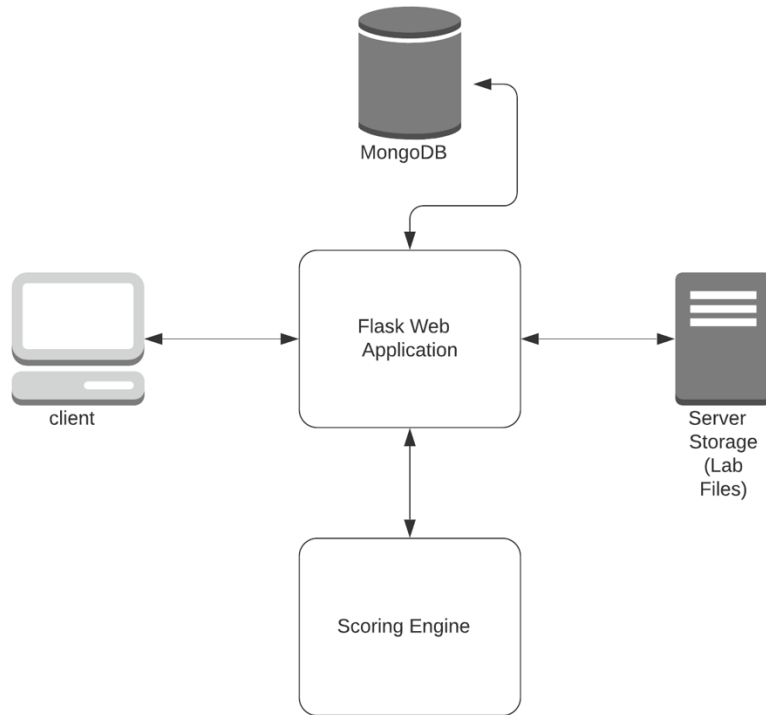 MongoDB
Flask Web
Application
client
Server
Storage
(Lab
Files)
Scoring Engine